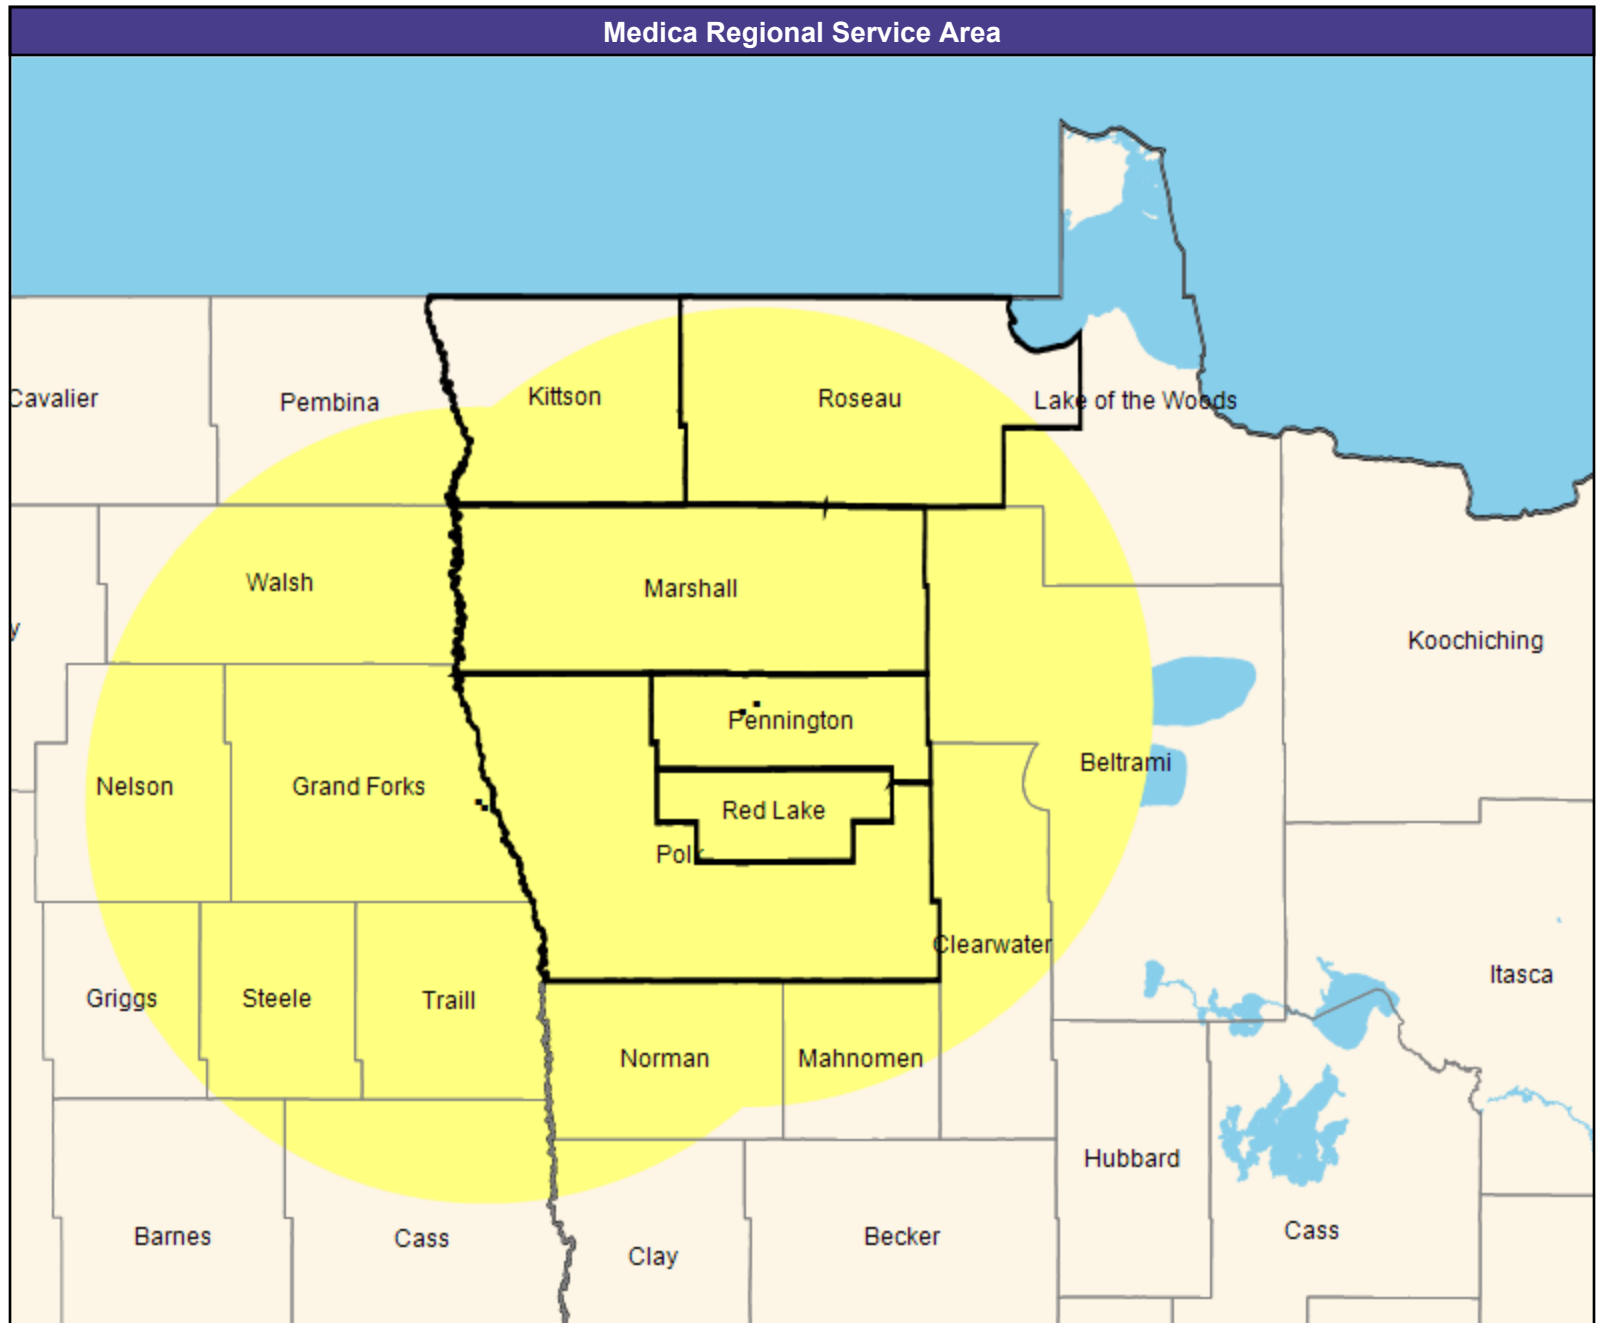 Medica Regional Service Area
Cavalier
Pembina
Kittson
Roseau
Lake of the Woods
Walsh
Marshall
y
Koochiching
Pennington
Nelson
Grand Forks
Beltrami
Red Lake
Polk
Clearwater
Griggs
Steele
Traill
Itasca
Norman
Mahnomen
Hubbard
Barnes
Cass
Clay
Becker
Cass